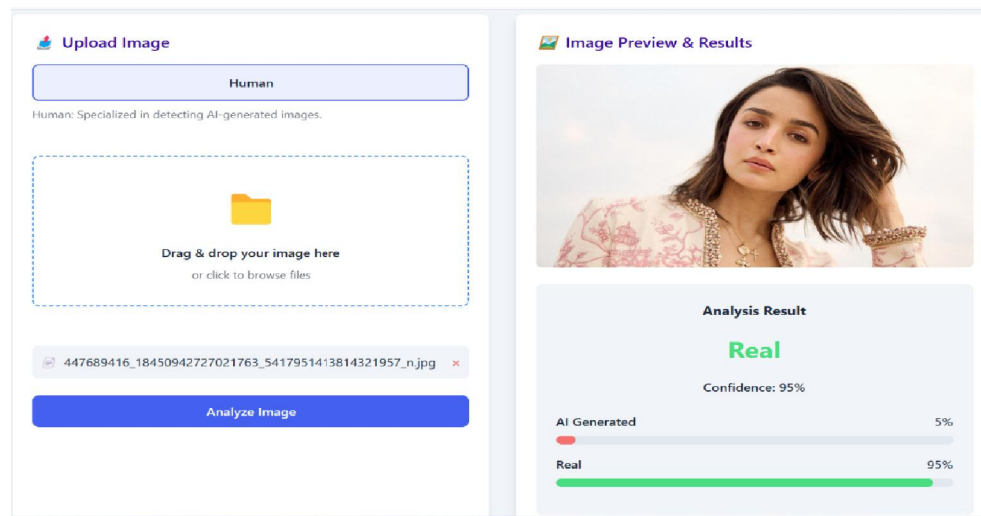 Upload Image
Human
Human: Specialized in detecting AI-generated images.
Drag & drop your image here
or click to browse files
447689416_18450942727021763_5417951413814321957_n.jpg ×
Analyze Image
Image Preview & Results
Analysis Result
Real
Confidence: 95%
AI Generated 5%
Real 95%